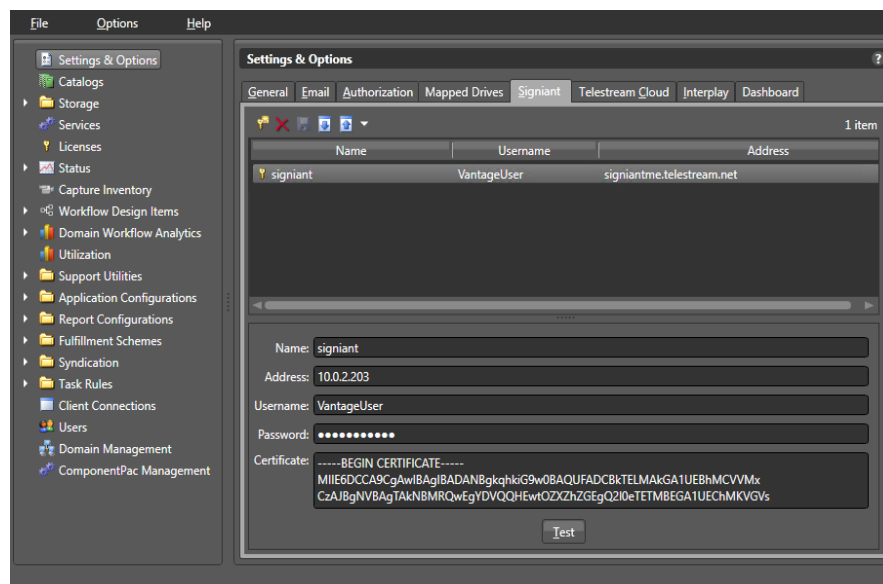 File Options Help
Settings & Options
Catalogs
Storage
Services
Licenses
Status
Capture Inventory
Workflow Design Items
Domain Workflow Analytics
Utilization
Support Utilities
Application Configurations
Report Configurations
Fulfillment Schemes
Syndication
Task Rules
Client Connections
Users
Domain Management
ComponentPac Management
Settings & Options ?
General Email Authorization Mapped Drives Signiant Telestream Cloud Interplay Dashboard
1 item
Name Username Address
signiant VantageUser signiantme.telestream.net
Name: signiant
Address: 10.0.2.203
Username: VantageUser
Password: ●●●●●●●●●●●
Certificate: -----BEGIN CERTIFICATE-----
MIIE6DCCA9CgAwIBAgIBADANBgkqhkiG9w0BAQUFADCBkTELMAkGA1UEBhMCVVMx
CzAJBgNVBAgTAkNBMRQwEgYDVQQHEwtOZXZhZGEgQ2l0eTETMBEGA1UEChMKVGVs
Test